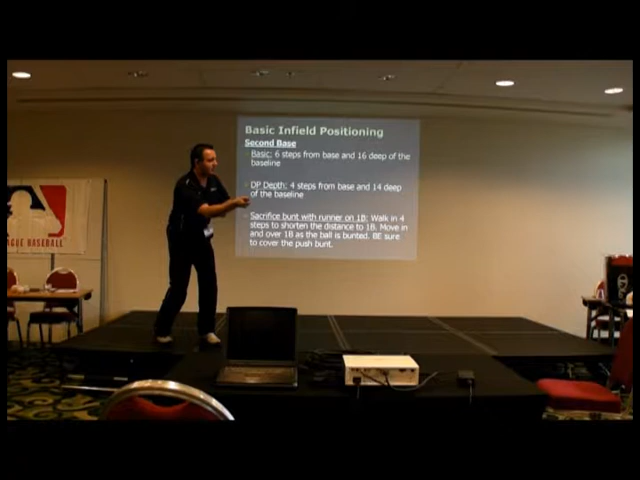 Basic Infield Positioning
Second Base
Basic: 6 steps from base and 16 deep of the
baseline
DP Depth: 4 steps from base and 14 deep
of the baseline
Sacrifice bunt with runner on 1B: Walk in 4
steps to shorten the distance to 1B. Move in
and over 1B as the ball is bunted. BE sure
to cover the push bunt.
AGUE BASEBALL